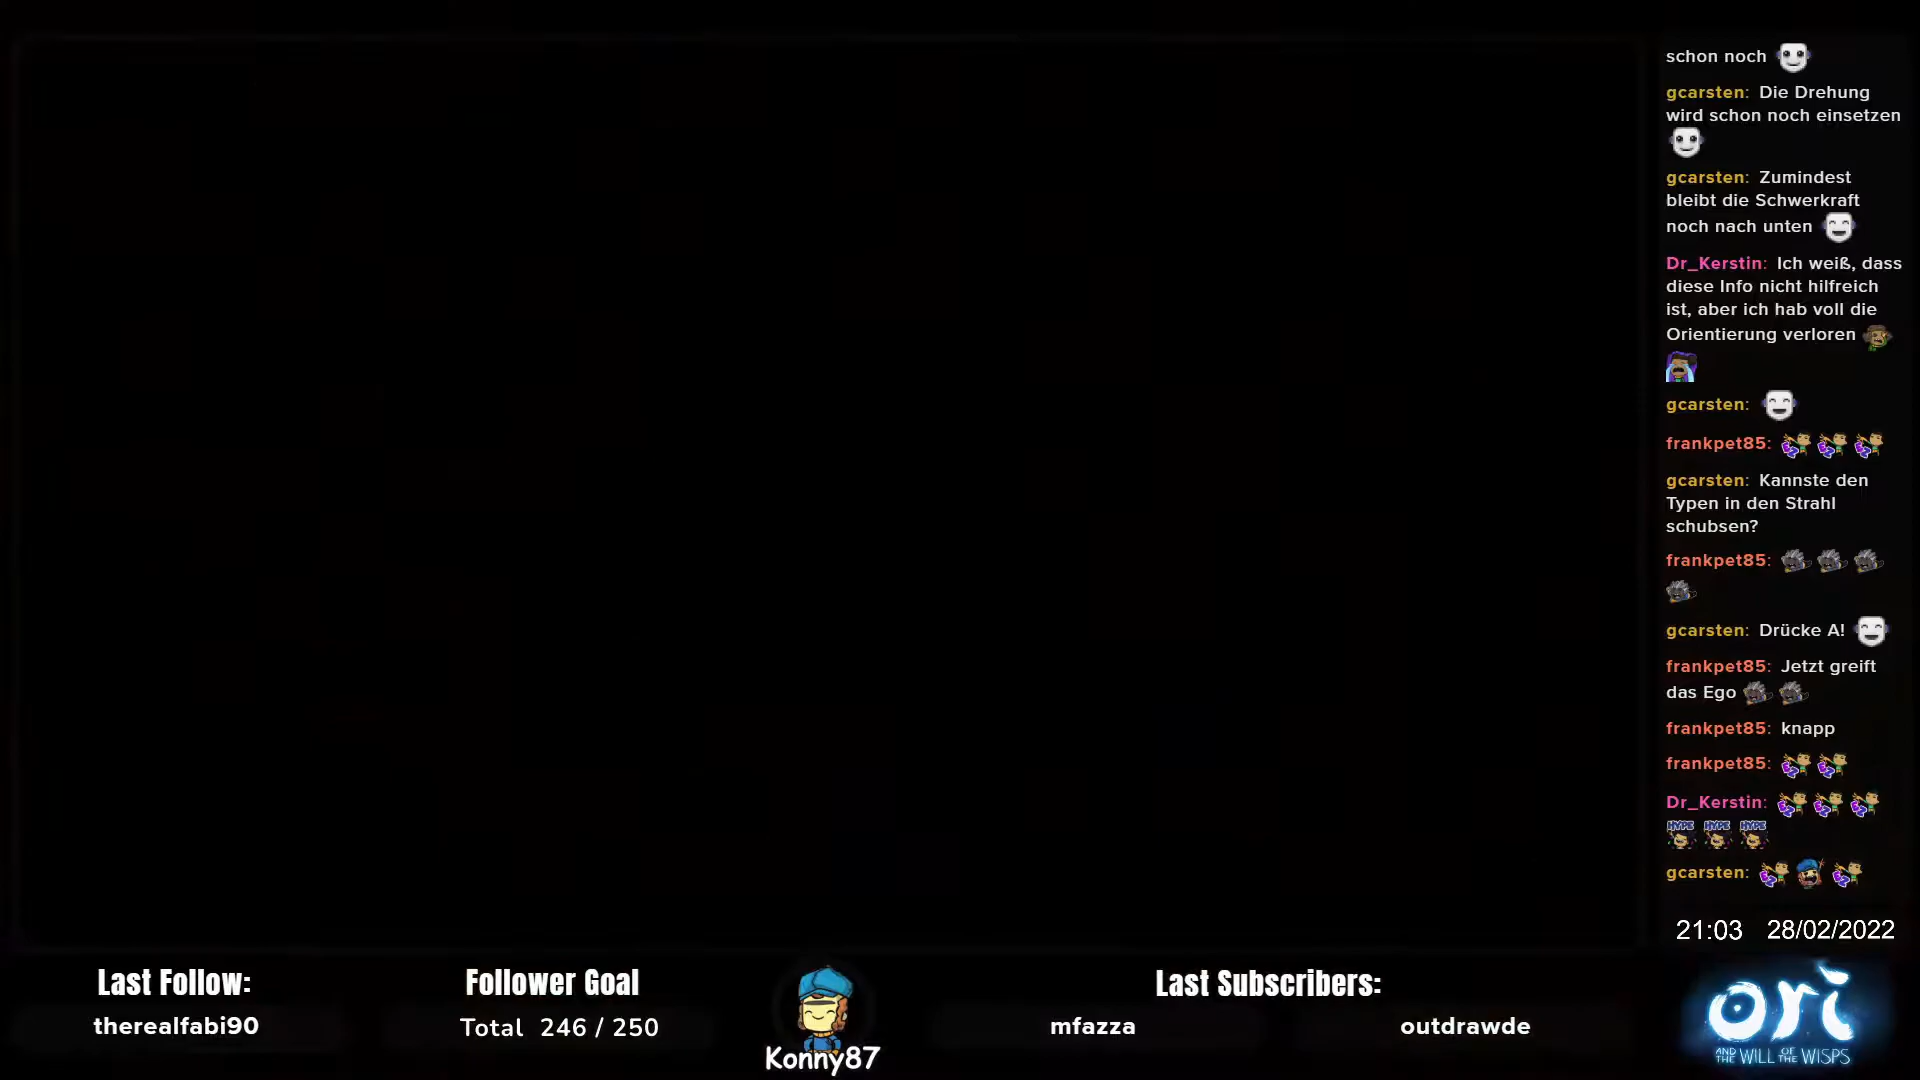 schon noch
gcarsten: Die Drehung
wird schon noch einsetzen
gcarsten: Zumindest
bleibt die Schwerkraft
noch nach unten
Dr_Kerstin: Ich weiß, dass
diese Info nicht hilfreich
ist, aber ich hab voll die
Orientierung verloren
gcarsten:
frankpet85:
gcarsten: Kannste den
Typen in den Strahl
schubsen?
frankpet85:
gcarsten: Drücke A!
frankpet85: Jetzt greift
das Ego
frankpet85: knapp
frankpet85:
Dr_Kerstin:
HYPE HYPE HYPE
gcarsten:
21:03 28/02/2022
Last Follow:
therealfabi90
Follower Goal
Total 246 / 250
Konny87
Last Subscribers:
mfazza outdrawde
ori
AND THE WILL OF THE WISPS